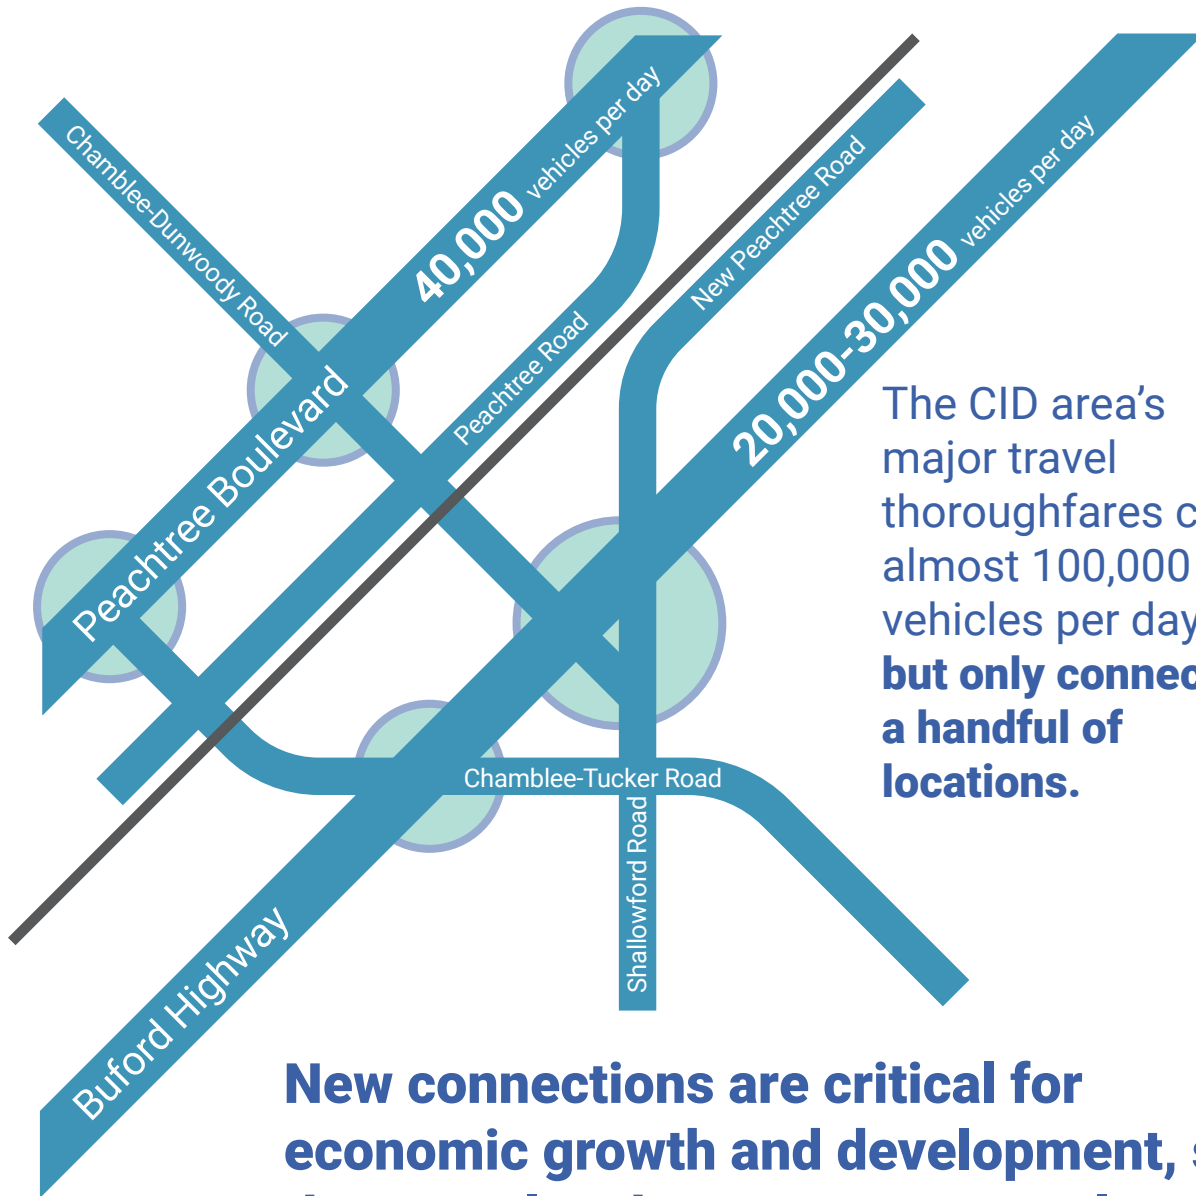 Chamblee-Dunwoody Road
40,000 vehicles per day
Peachtree Boulevard
Peachtree Road
New Peachtree Road
20,000-30,000 vehicles per day
The CID area’s
major travel
thoroughfares
almost 100,000
vehicles per day
but only
a handful of
locations.
Chamblee-Tucker Road
Shallowford Road
Buford Highway
New connections are critical for
economic growth and development,